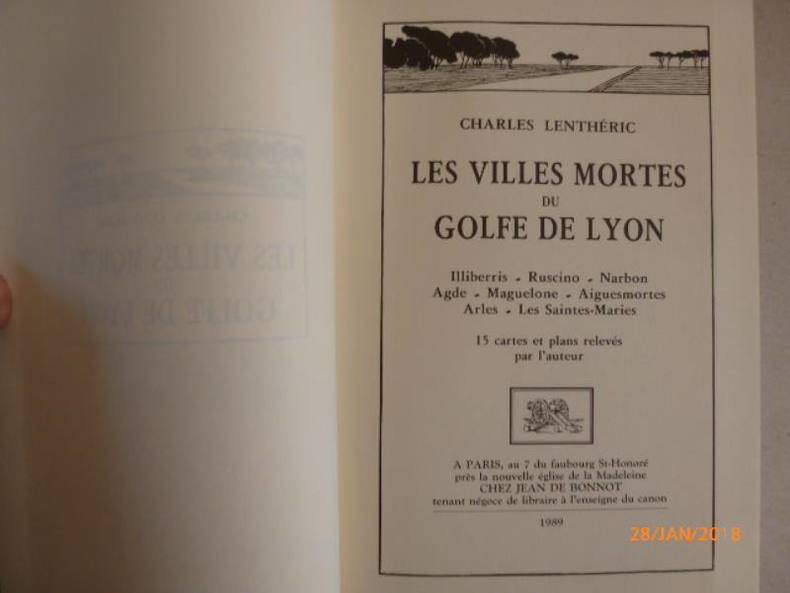 CHARLES LENTHÉRIC
LES VILLES MORTES
DU
GOLFE DE LYON
Illiberris - Ruscino - Narbon
Agde - Maguelone - Aiguesmortes
Arles - Les Saintes-Maries
15 cartes et plans relevés
par l'auteur
A PARIS, au 7 du faubourg St-Honoré
près la nouvelle église de la Madeleine
CHEZ JEAN DE BONNOT
tenant négoce de libraire à l'enseigne du canon
1989
28/JAN/2018